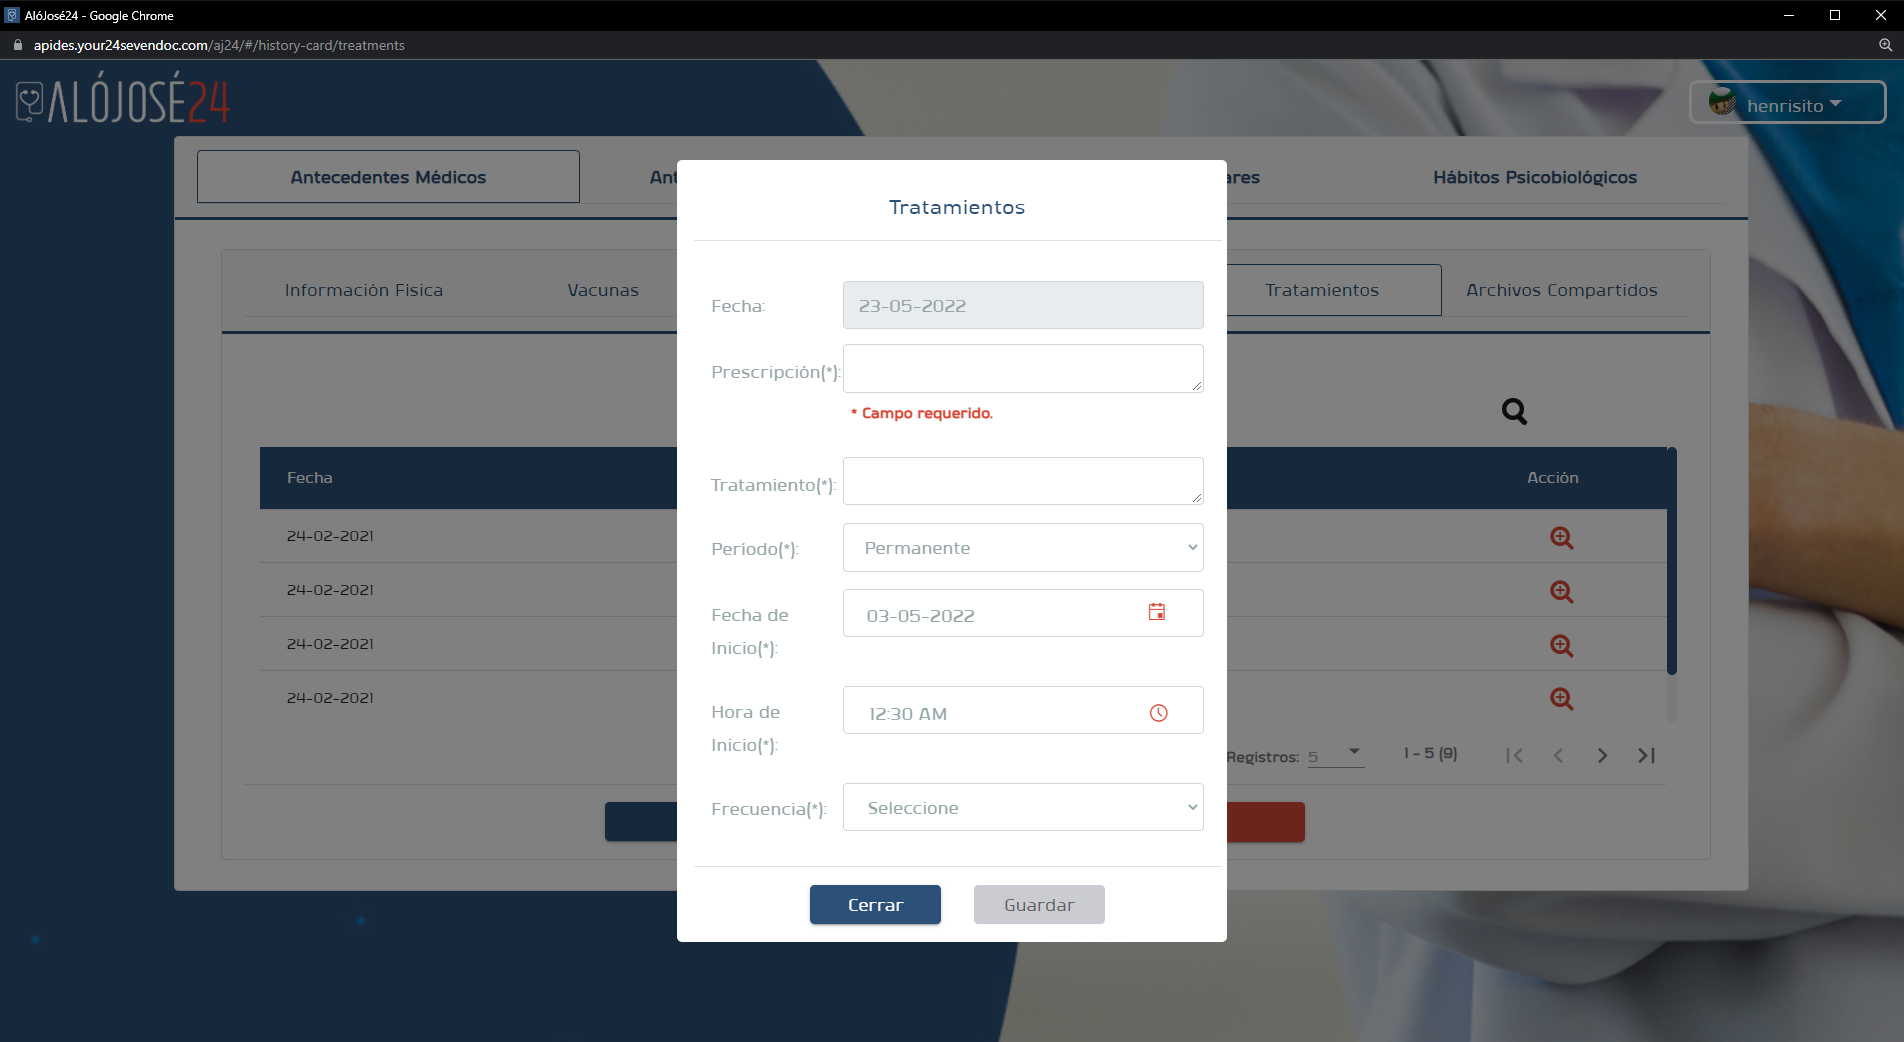 AlóJosé24 - Google Chrome
apides.your24sevendoc.com/aj24/#/history-card/treatments
ALÓJOSÉ24
henrisito
Antecedentes Médicos
Ant
ares
Hábitos Psicobiológicos
Información Fisica
Vacunas
Tratamientos
Archivos Compartidos
Fecha
Acción
24-02-2021
24-02-2021
24-02-2021
24-02-2021
Registros: 5
1 - 5 (9)
Tratamientos
Fecha:
23-05-2022
Prescripción(*):
* Campo requerido.
Tratamiento(*):
Período(*):
Permanente
Fecha de
Inicio(*):
03-05-2022
Hora de
Inicio(*):
12:30 AM
Frecuencia(*):
Seleccione
Cerrar
Guardar